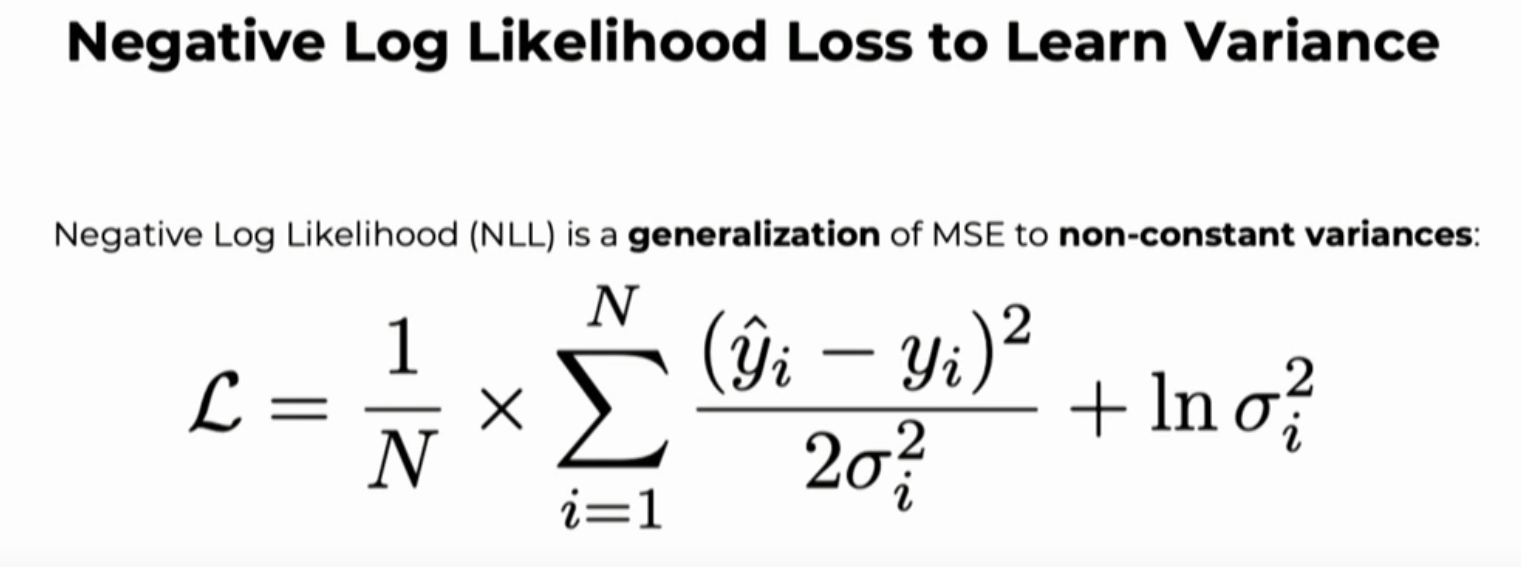 Negative Log Likelihood Loss to Learn Variance
Negative Log Likelihood (NLL) is a generalization of MSE to non-constant variances:
$\mathcal{L} = \frac{1}{N} \times \sum_{i=1}^{N} \frac{(\hat{y}_i - y_i)^2}{2\sigma_i^2} + \ln \sigma_i^2$